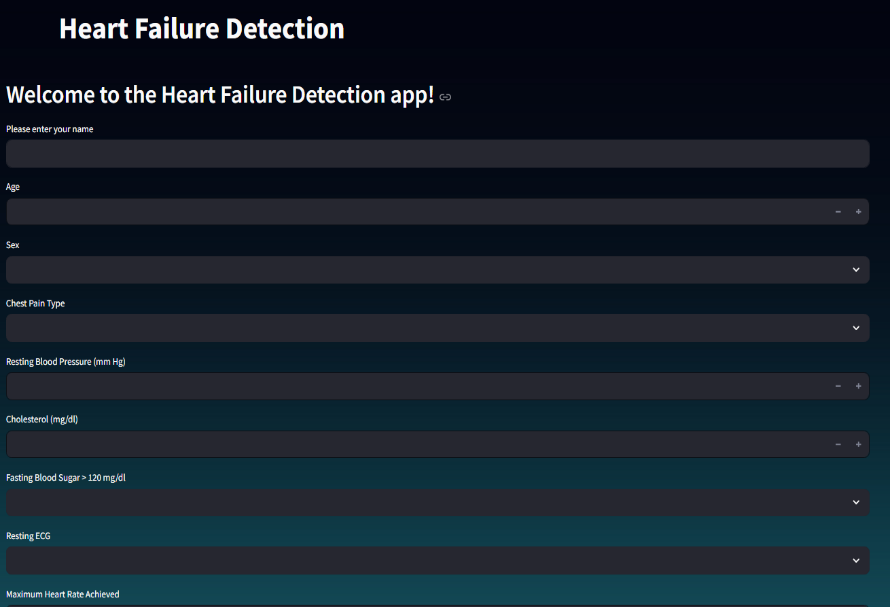 Heart Failure Detection
Welcome to the Heart Failure Detection app!
Please enter your name
Age
Sex
Chest Pain Type
Resting Blood Pressure (mm Hg)
Cholesterol (mg/dl)
Fasting Blood Sugar > 120 mg/dl
Resting ECG
Maximum Heart Rate Achieved